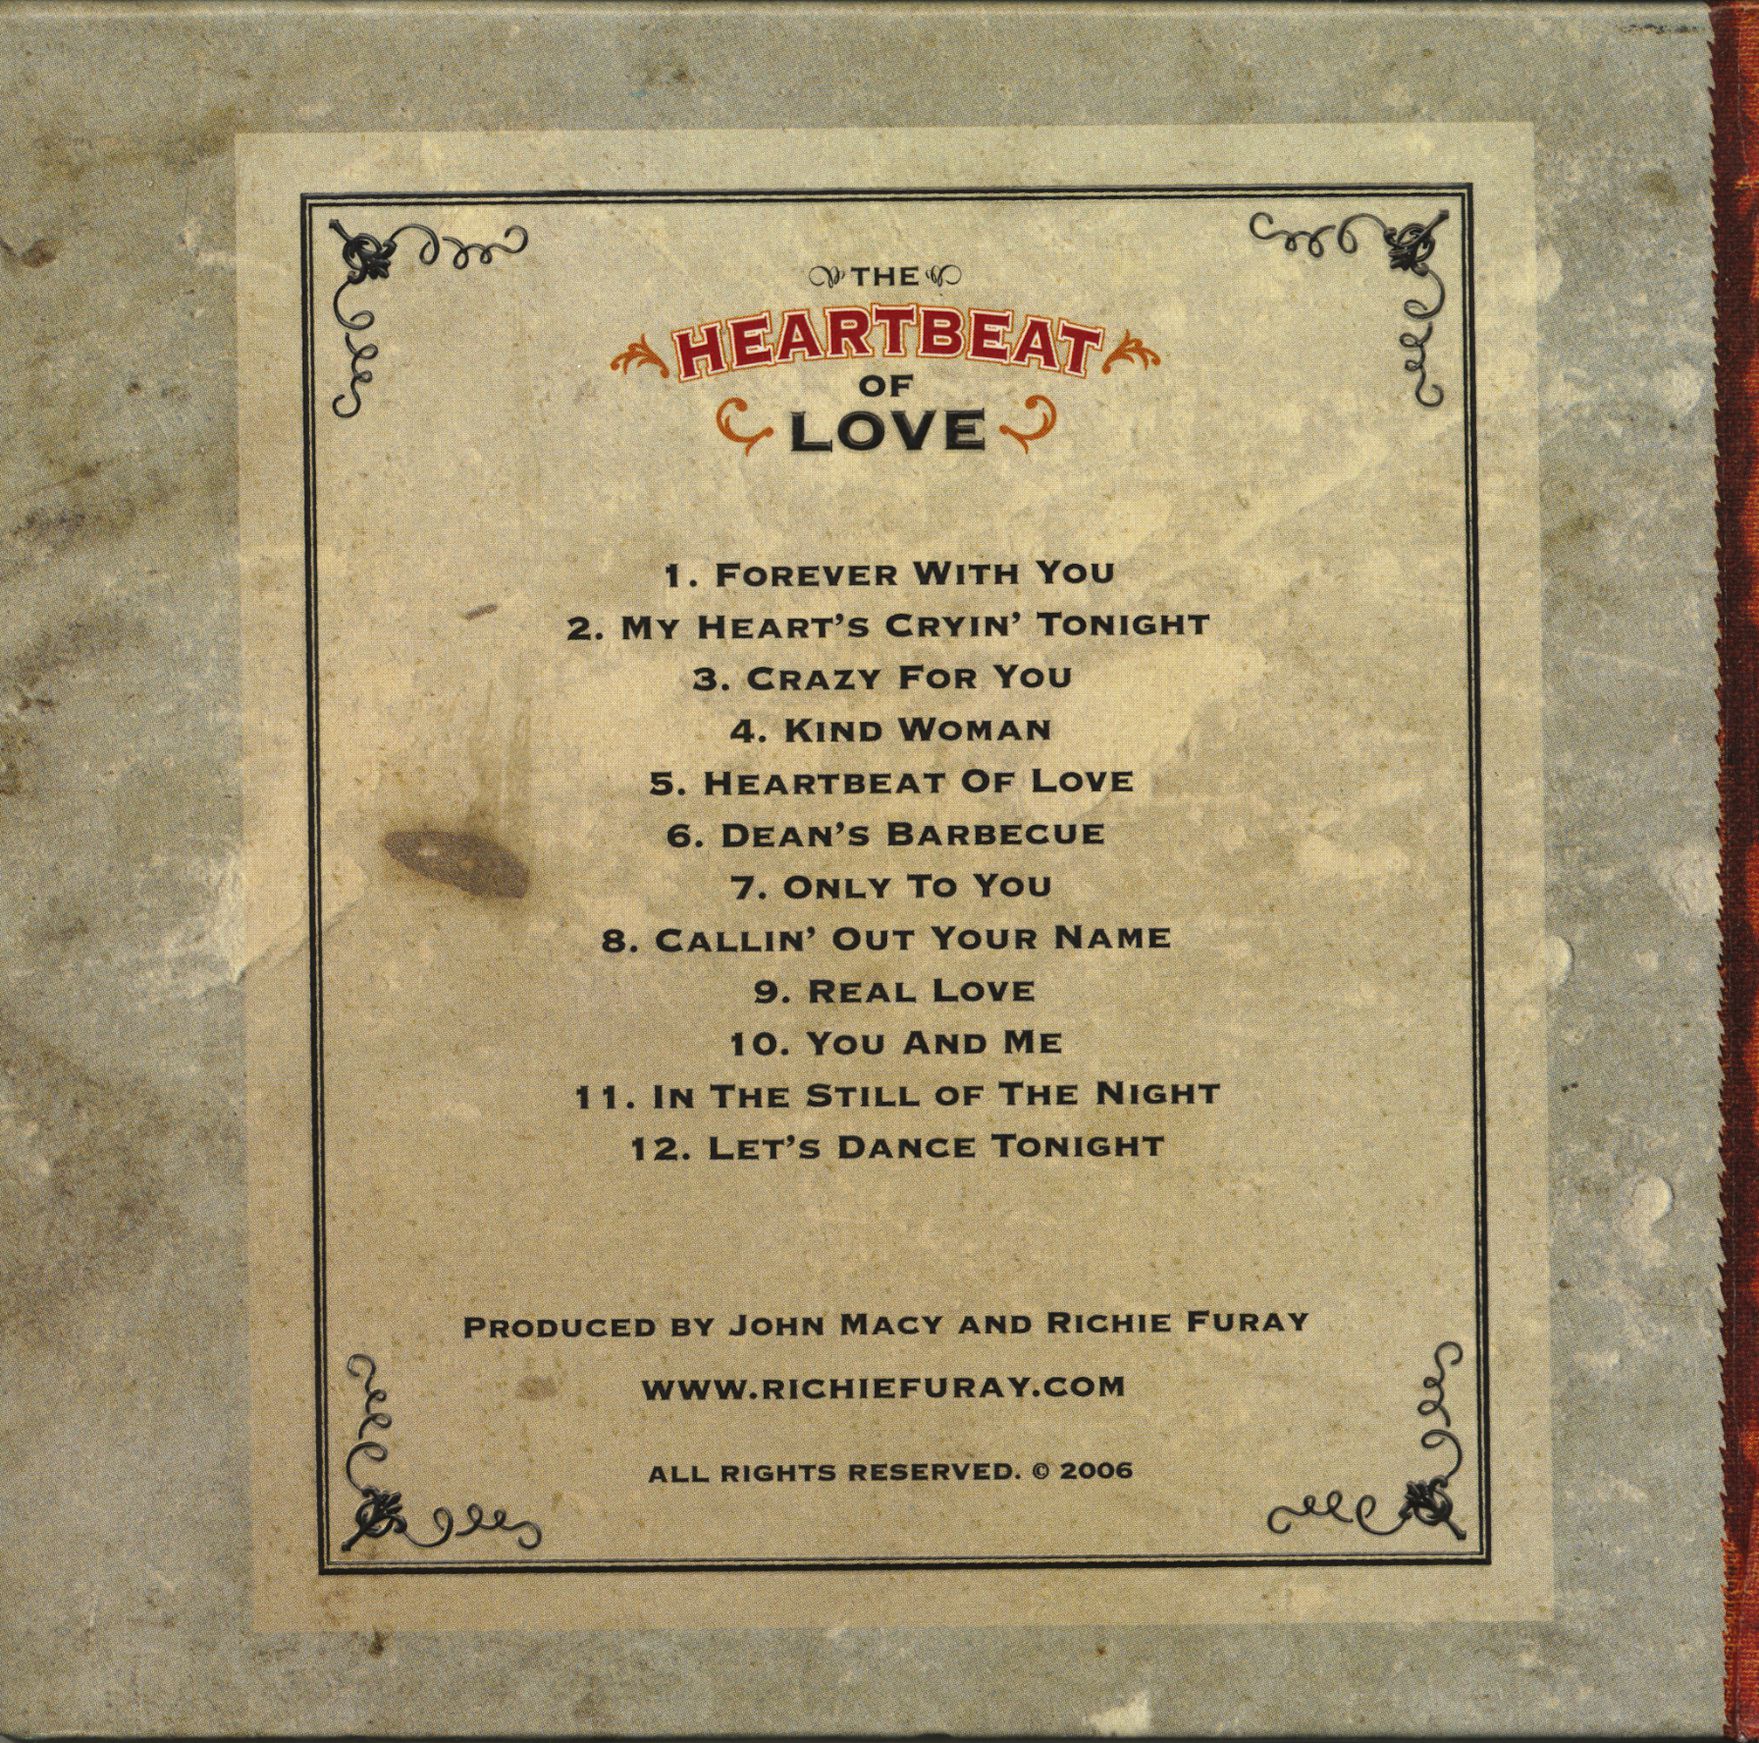 THE
HEARTBEAT
OF
LOVE
1. FOREVER WITH YOU
2. MY HEART'S CRYIN' TONIGHT
3. CRAZY FOR YOU
4. KIND WOMAN
5. HEARTBEAT OF LOVE
6. DEAN'S BARBECUE
7. ONLY TO YOU
8. CALLIN' OUT YOUR NAME
9. REAL LOVE
10. YOU AND ME
11. IN THE STILL OF THE NIGHT
12. LET'S DANCE TONIGHT
PRODUCED BY JOHN MACY AND RICHIE FURAY
WWW.RICHIEFURAY.COM
ALL RIGHTS RESERVED. © 2006